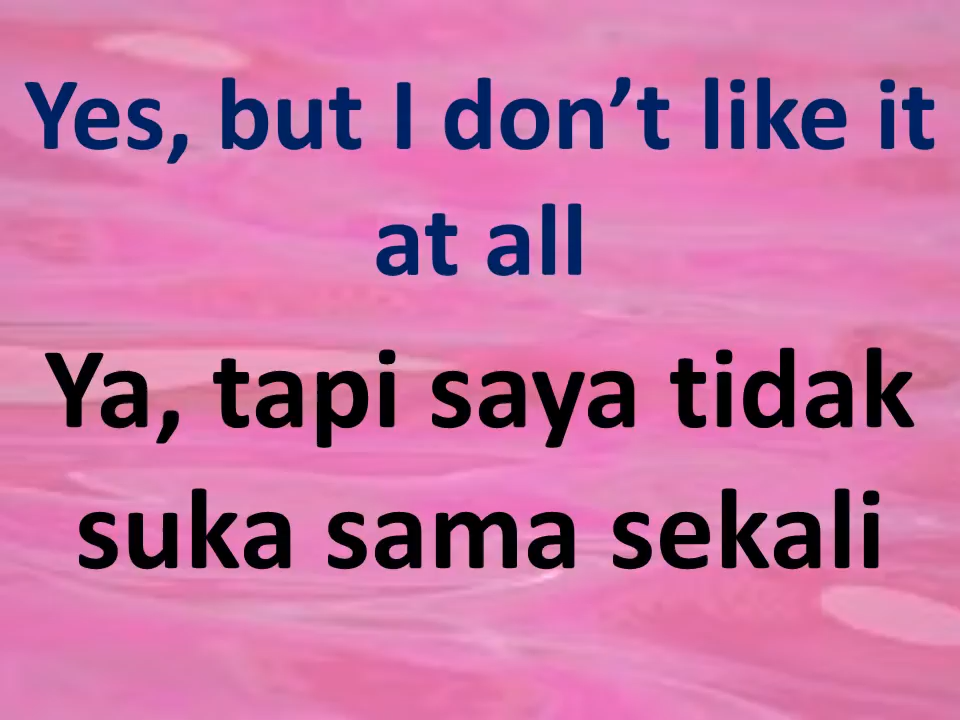 Yes, but I don’t like it
at all
Ya, tapi saya tidak
suka sama sekali